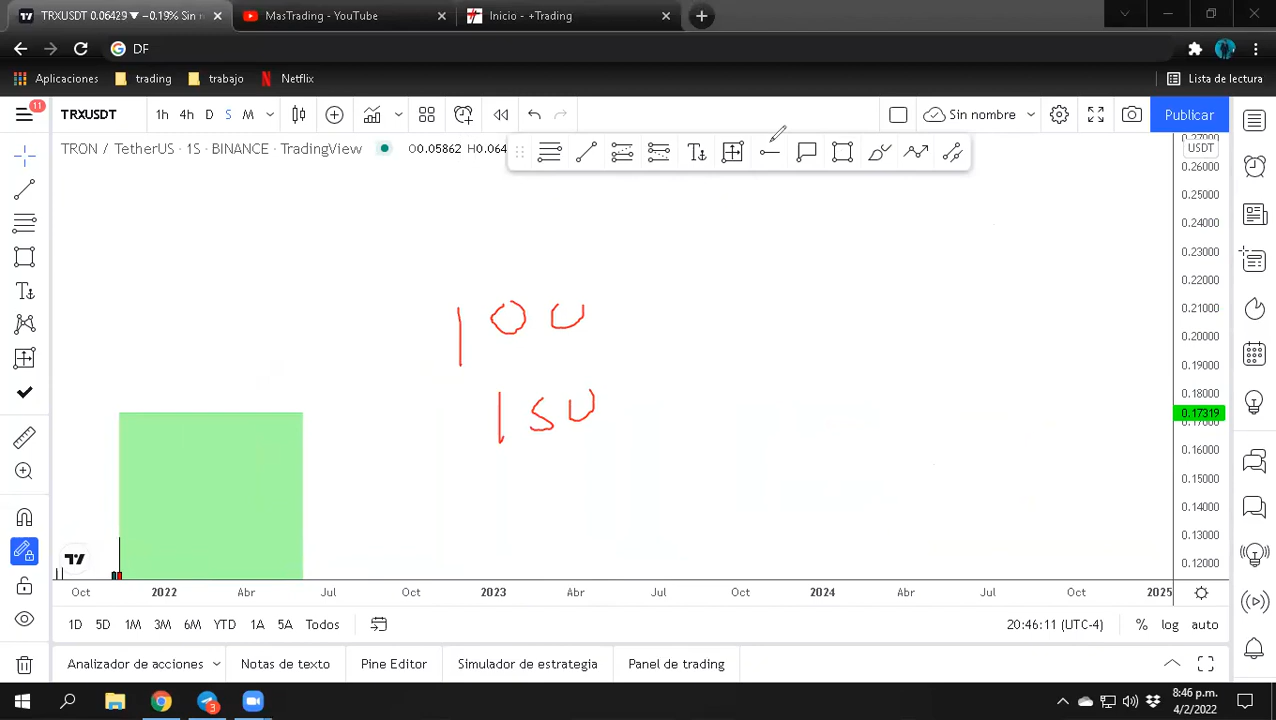 TRXUSDT 0.06429 ▼ −0.19% Sin n
MasTrading - YouTube
Inicio - +Trading
DF
Aplicaciones
trading
trabajo
Netflix
Lista de lectura
11
TRXUSDT
1h 4h D S M
Sin nombre
Publicar
TRON / TetherUS · 1S · BINANCE · TradingView
O0.05862 H0.064
USDT
0.27000
0.26000
0.25000
0.24000
0.23000
0.22000
0.21000
0.20000
0.19000
0.18000
0.17319
0.17000
0.16000
0.15000
0.14000
0.13000
0.12000
100
150
Oct 2022 Abr Jul Oct 2023 Abr Jul Oct 2024 Abr Jul Oct 2025
1D 5D 1M 3M 6M YTD 1A 5A Todos
20:46:11 (UTC-4)
% log auto
Analizador de acciones
Notas de texto
Pine Editor
Simulador de estrategia
Panel de trading
3
8:46 p.m.
4/2/2022